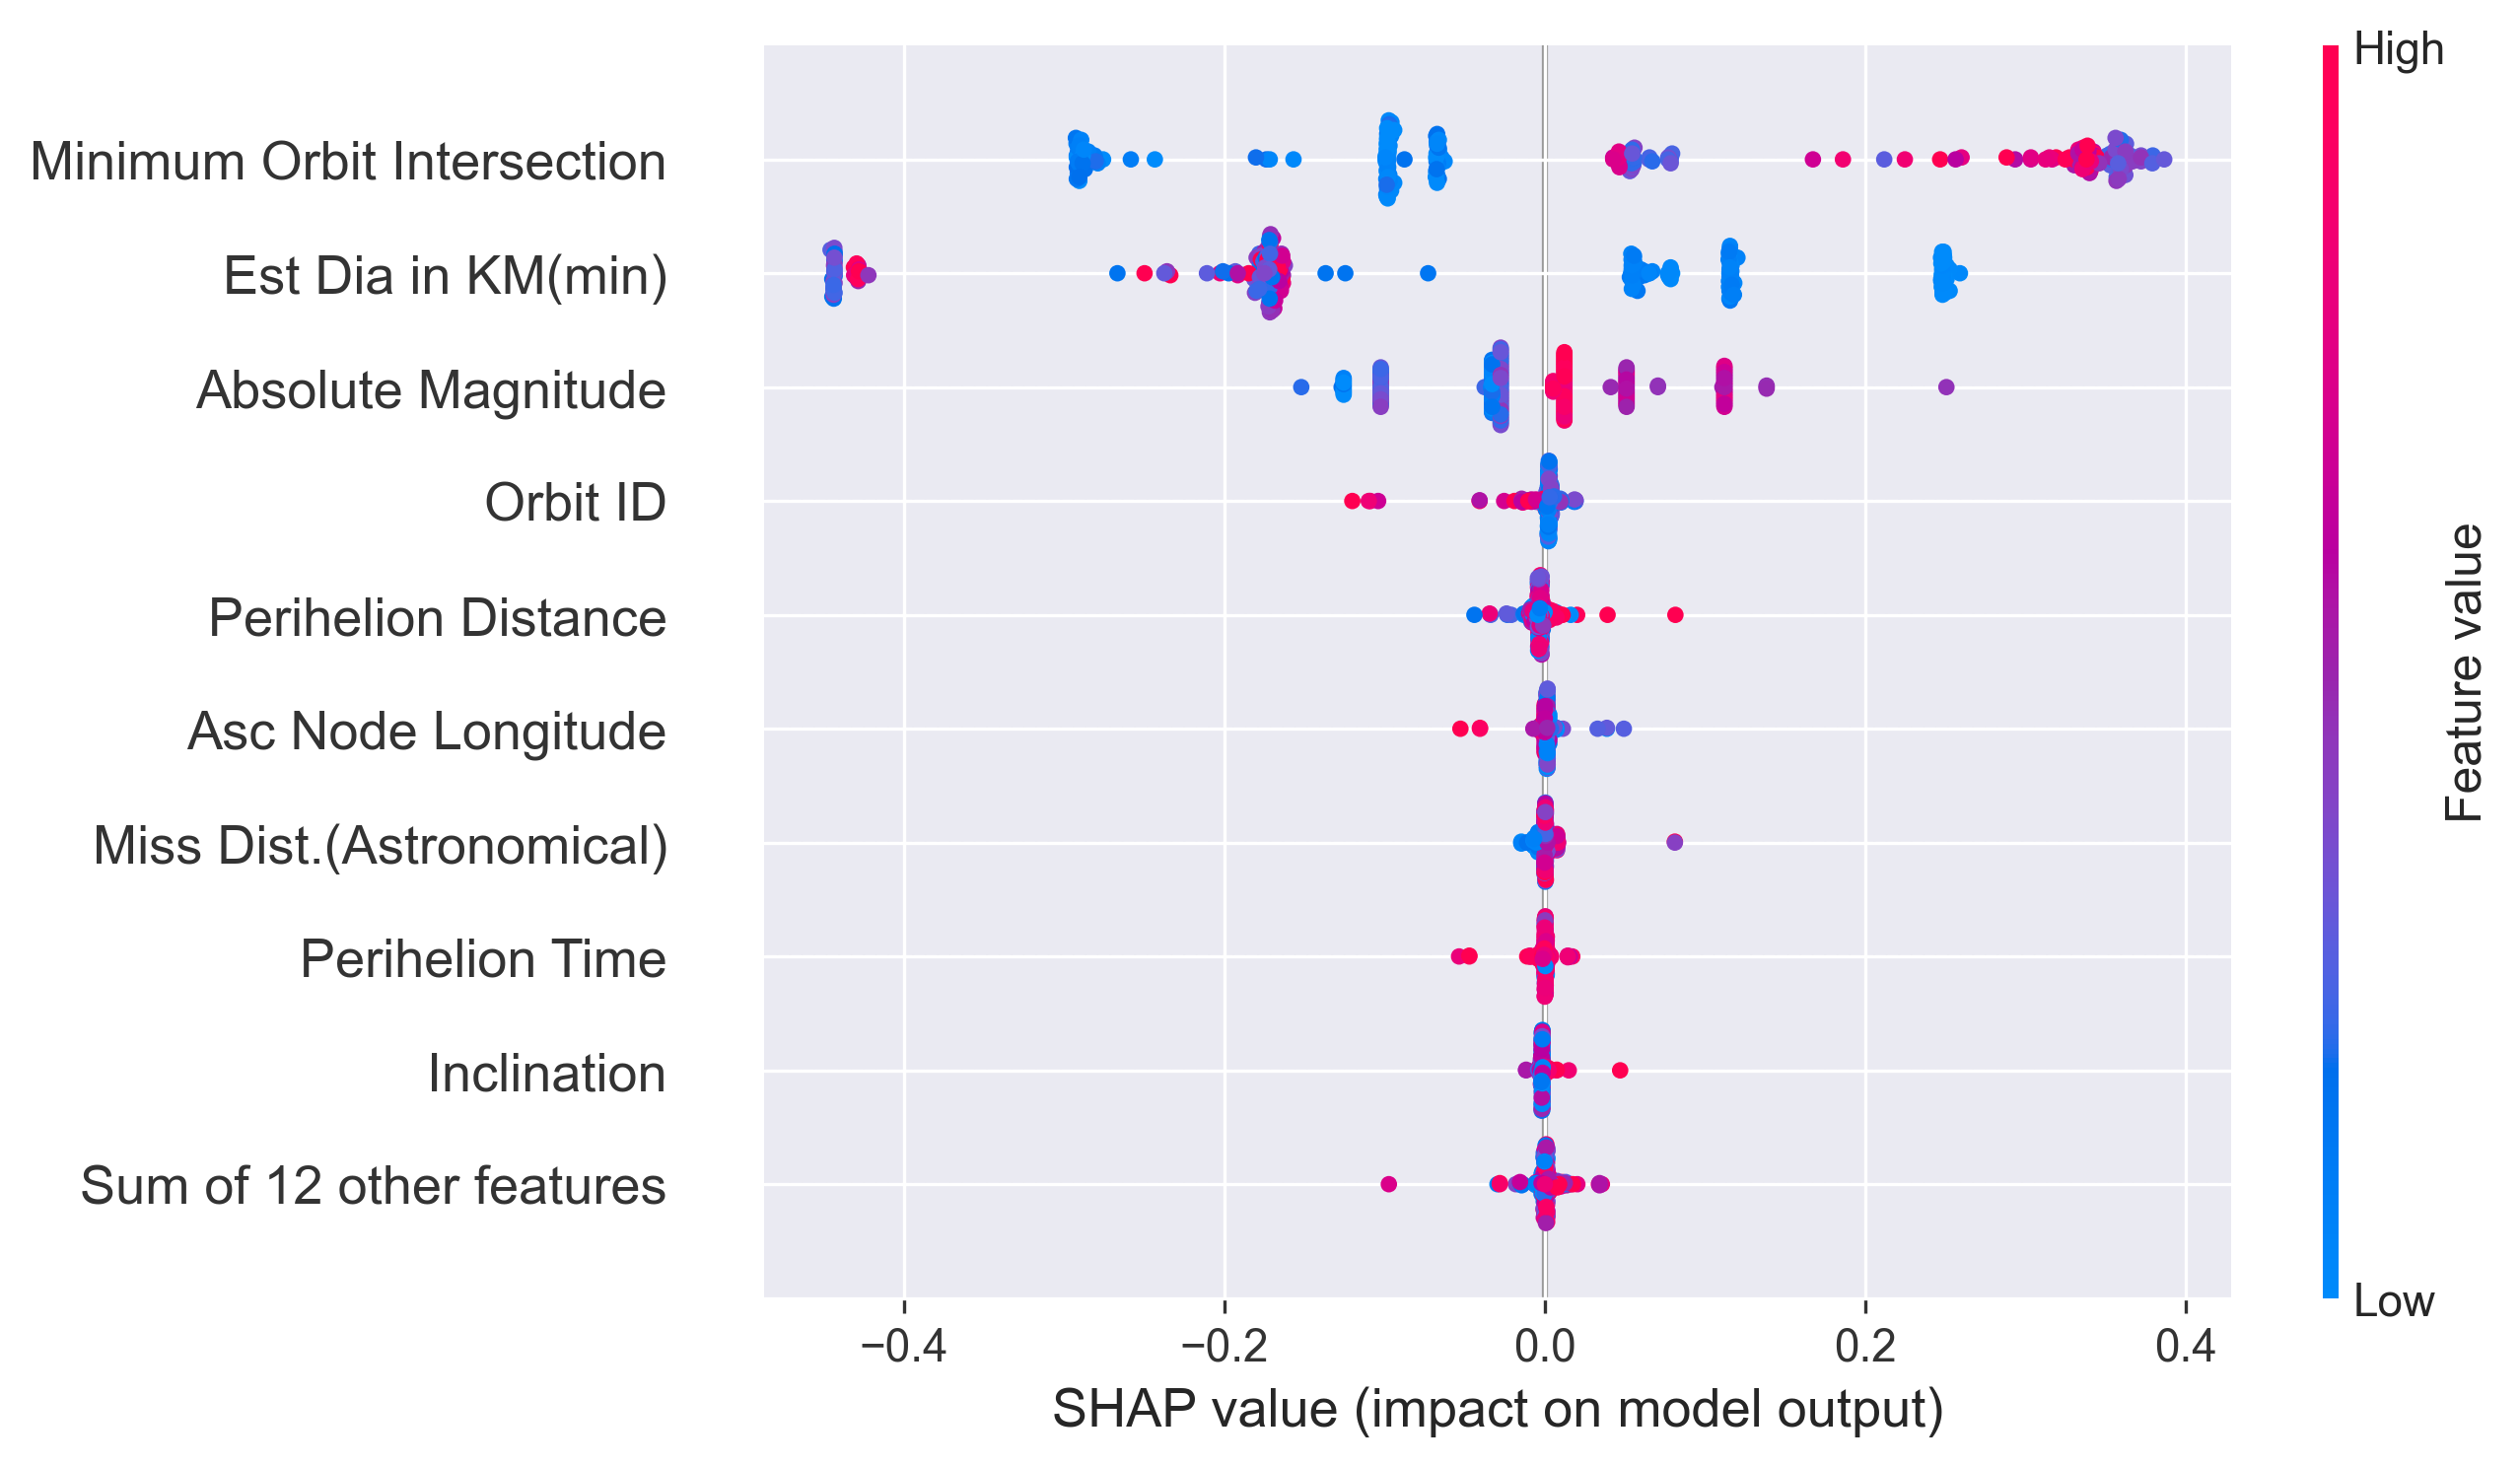 High
Minimum Orbit Intersection
Est Dia in KM(min)
Absolute Magnitude
Orbit ID
Perihelion Distance
Asc Node Longitude
Miss Dist.(Astronomical)
Perihelion Time
Inclination
Sum of 12 other features
Feature value
Low
−0.4
−0.2
0.0
0.2
0.4
SHAP value (impact on model output)